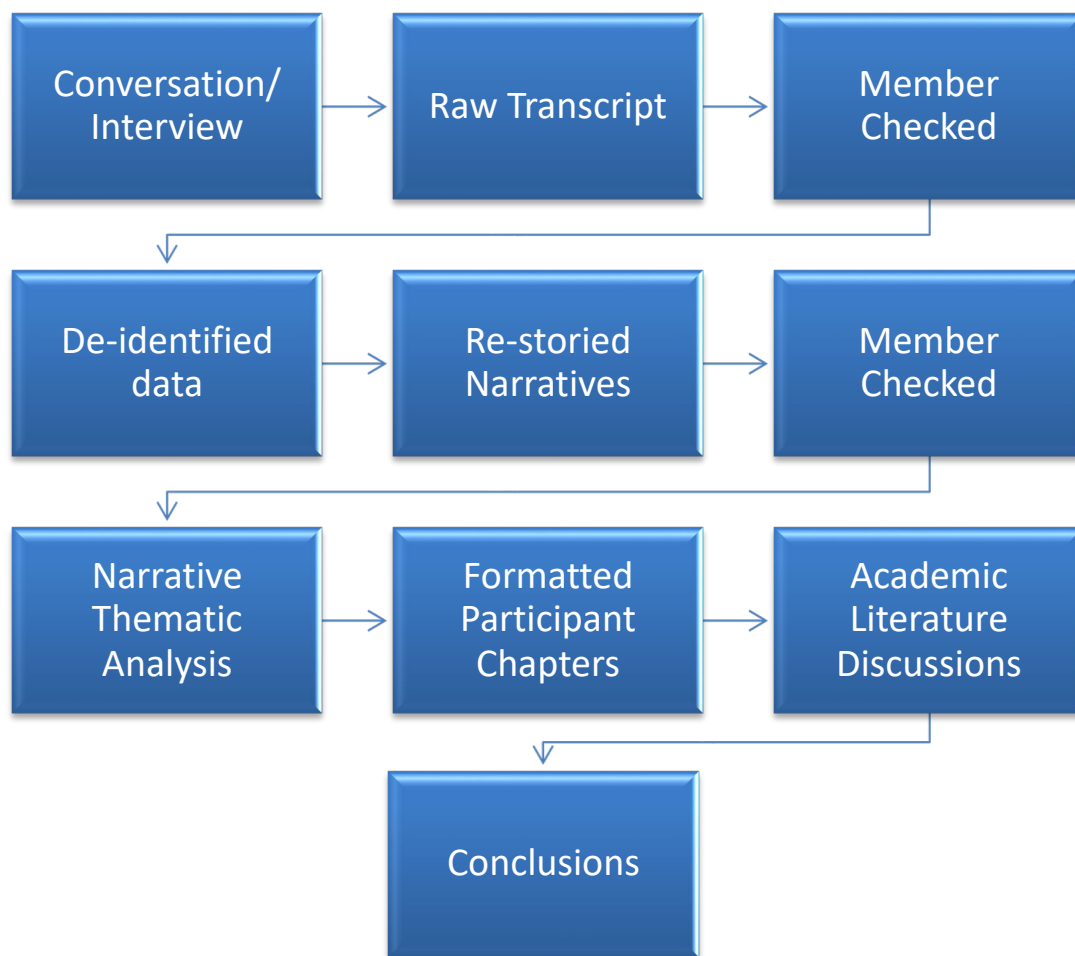 Conversation/
Interview
Raw Transcript
Member
Checked
De-identified
data
Re-storied
Narratives
Member
Checked
Narrative
Thematic
Analysis
Formatted
Participant
Chapters
Academic
Literature
Discussions
Conclusions